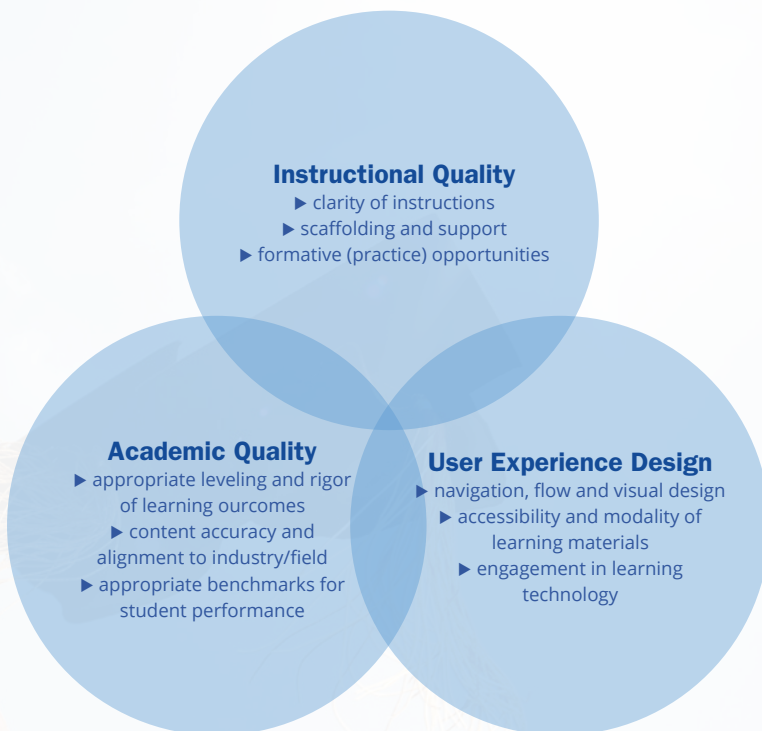 Instructional Quality
▶ clarity of instructions
▶ scaffolding and support
▶ formative (practice) opportunities
Academic Quality
▶ appropriate leveling and rigor
of learning ourcomes
▶ content accuracy and
alignment to industry/field
▶ appropriate benchmarks for
student performance
User Experience Design
▶ navigation, flow and visual design
▶ accessibility and modality of
learning materials
▶ engagement in learning
technology